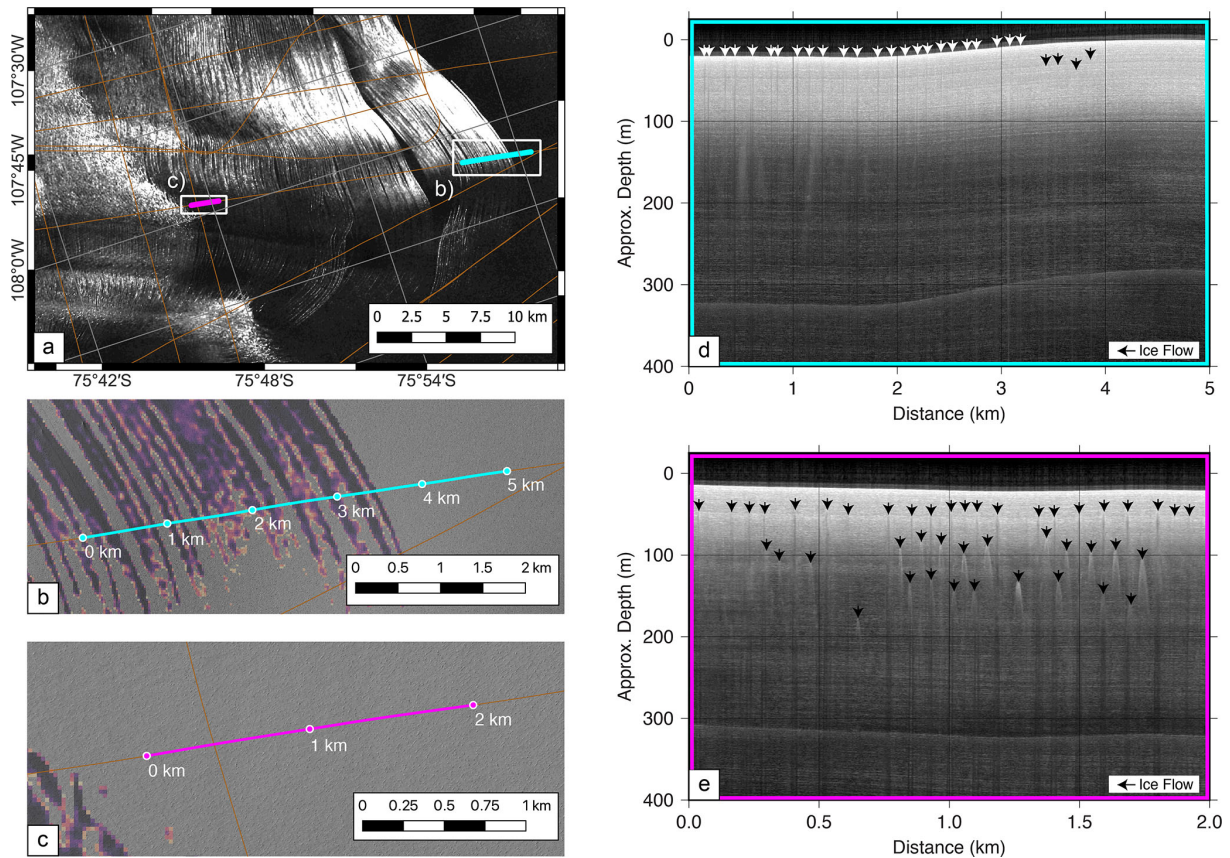 107°30'W
107°45'W
108°0'W
c)
b)
0 2.5 5 7.5 10 km
a
75°42'S 75°48'S 75°54'S
0 km
1 km
2 km
3 km
4 km
5 km
0 0.5 1 1.5 2 km
b
0 km
1 km
2 km
0 0.25 0.5 0.75 1 km
c
Approx. Depth (m)
0
100
200
300
400
d
← Ice Flow
0 1 2 3 4 5
Distance (km)
Approx. Depth (m)
0
100
200
300
400
e
← Ice Flow
0.0 0.5 1.0 1.5 2.0
Distance (km)